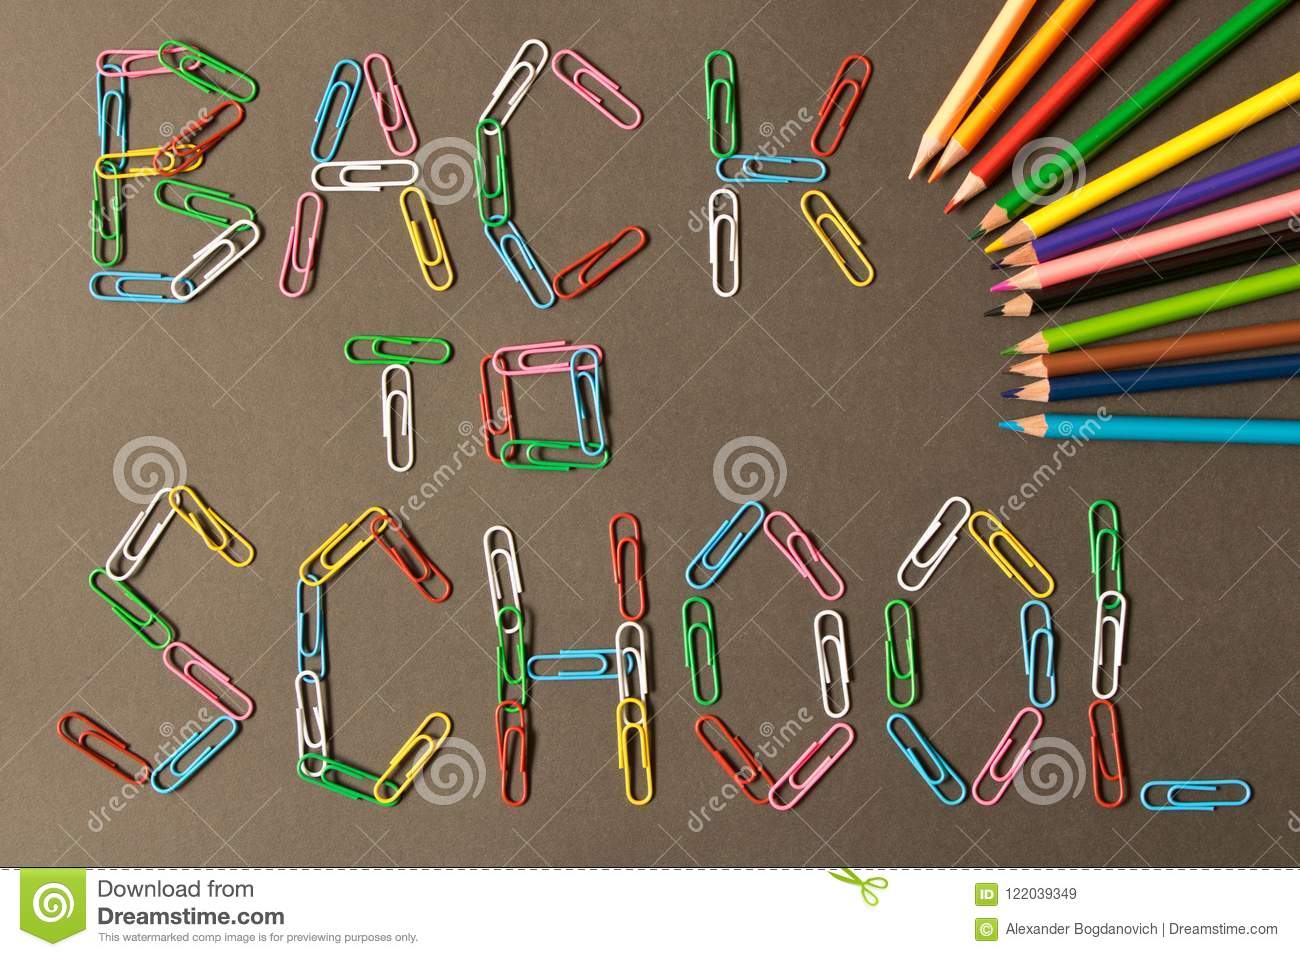 BACK
TO
SCHOOL
dreamstime
Download from
Dreamstime.com
This watermarked comp image is for previewing purposes only.
ID 122039349
© Alexander Bogdanovich | Dreamstime.com